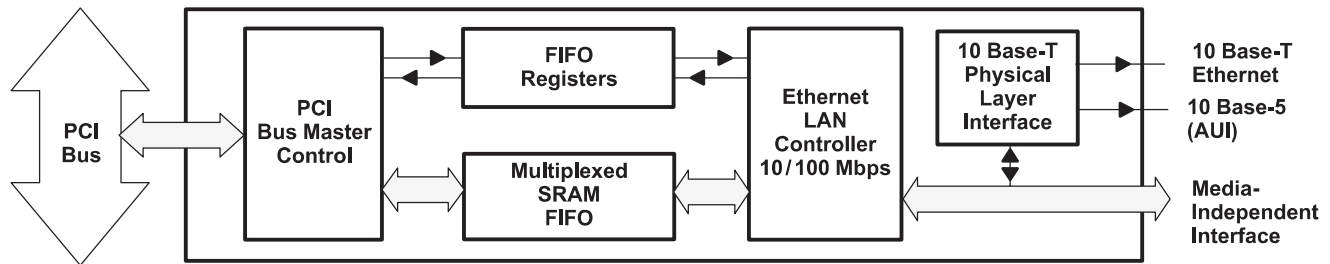 PCI
Bus
PCI
Bus Master
Control
FIFO
Registers
Multiplexed
SRAM
FIFO
Ethernet
LAN
Controller
10/100 Mbps
10 Base-T
Physical
Layer
Interface
10 Base-T
Ethernet
10 Base-5
(AUI)
Media-
Independent
Interface